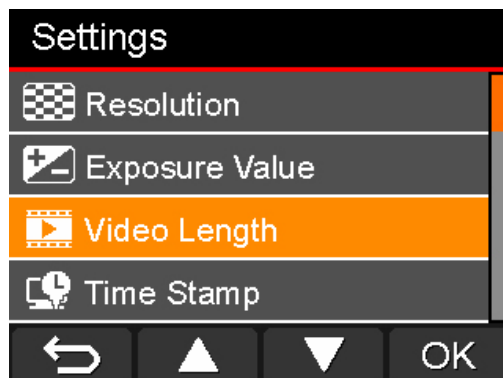 Settings
Resolution
Exposure Value
Video Length
Time Stamp
OK